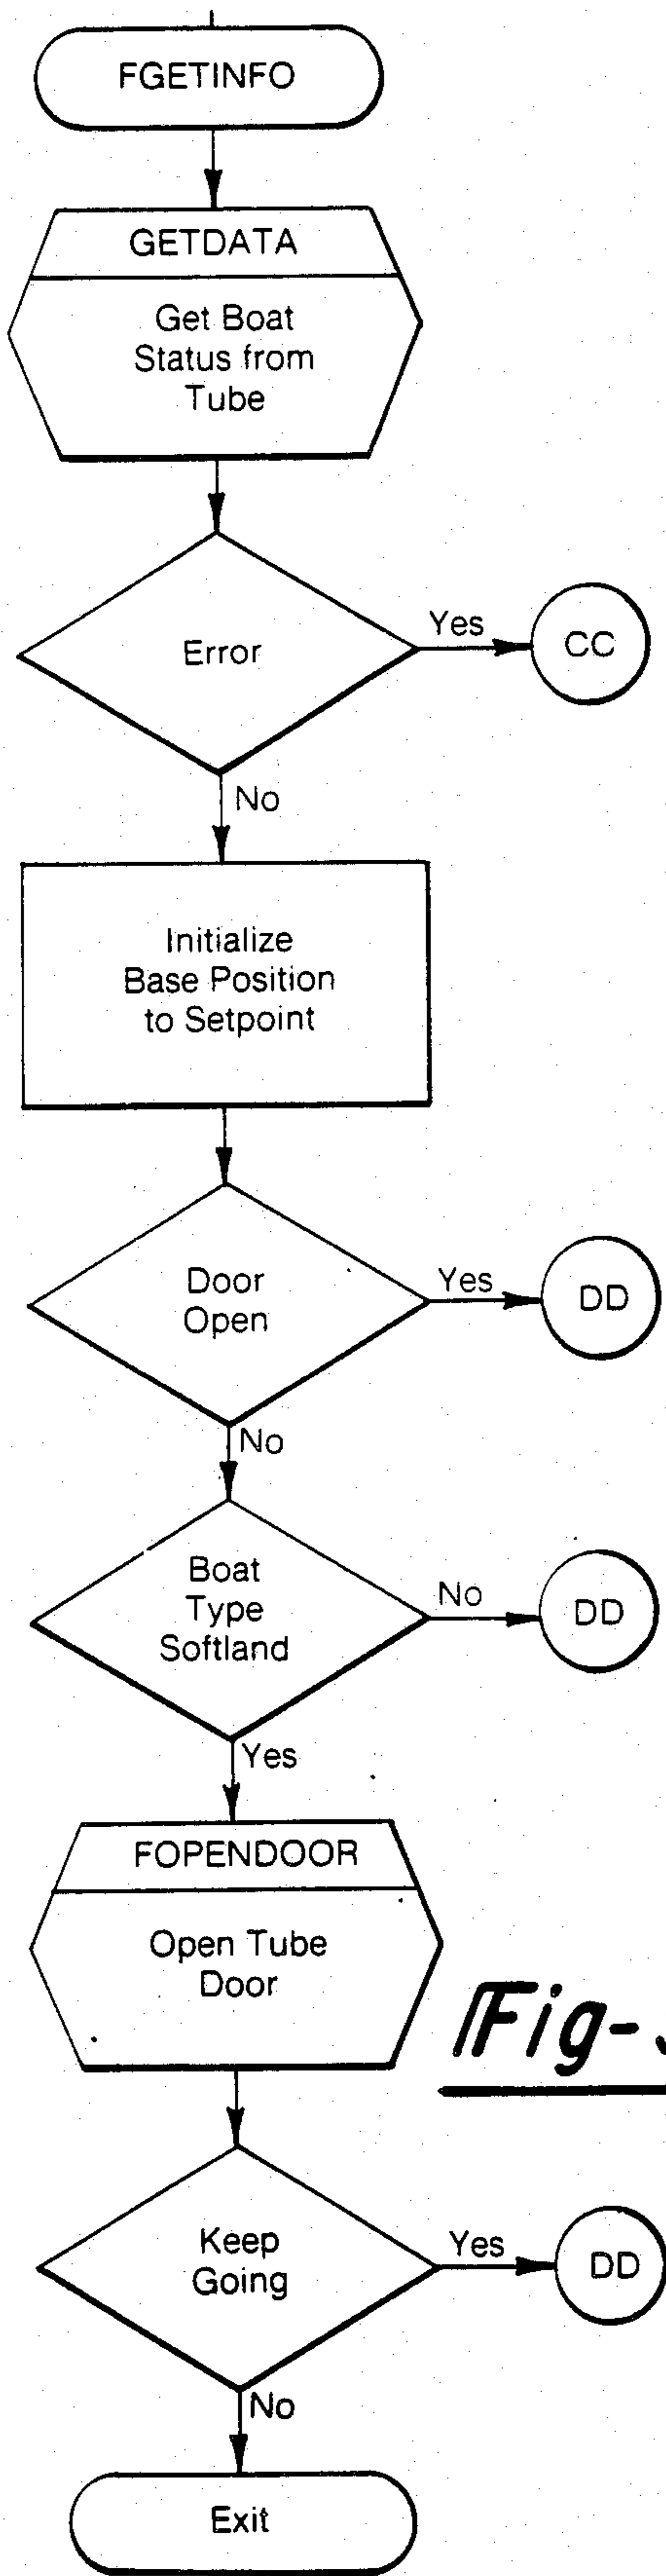 FGETINFO
GETDATA
Get Boat
Status from
Tube
Error
Yes
CC
No
Initialize
Base Position
to Setpoint
Door
Open
Yes
DD
No
Boat
Type
Softland
No
DD
Yes
FOPENDOOR
Open Tube
Door
Fig-
Keep
Going
Yes
DD
No
Exit